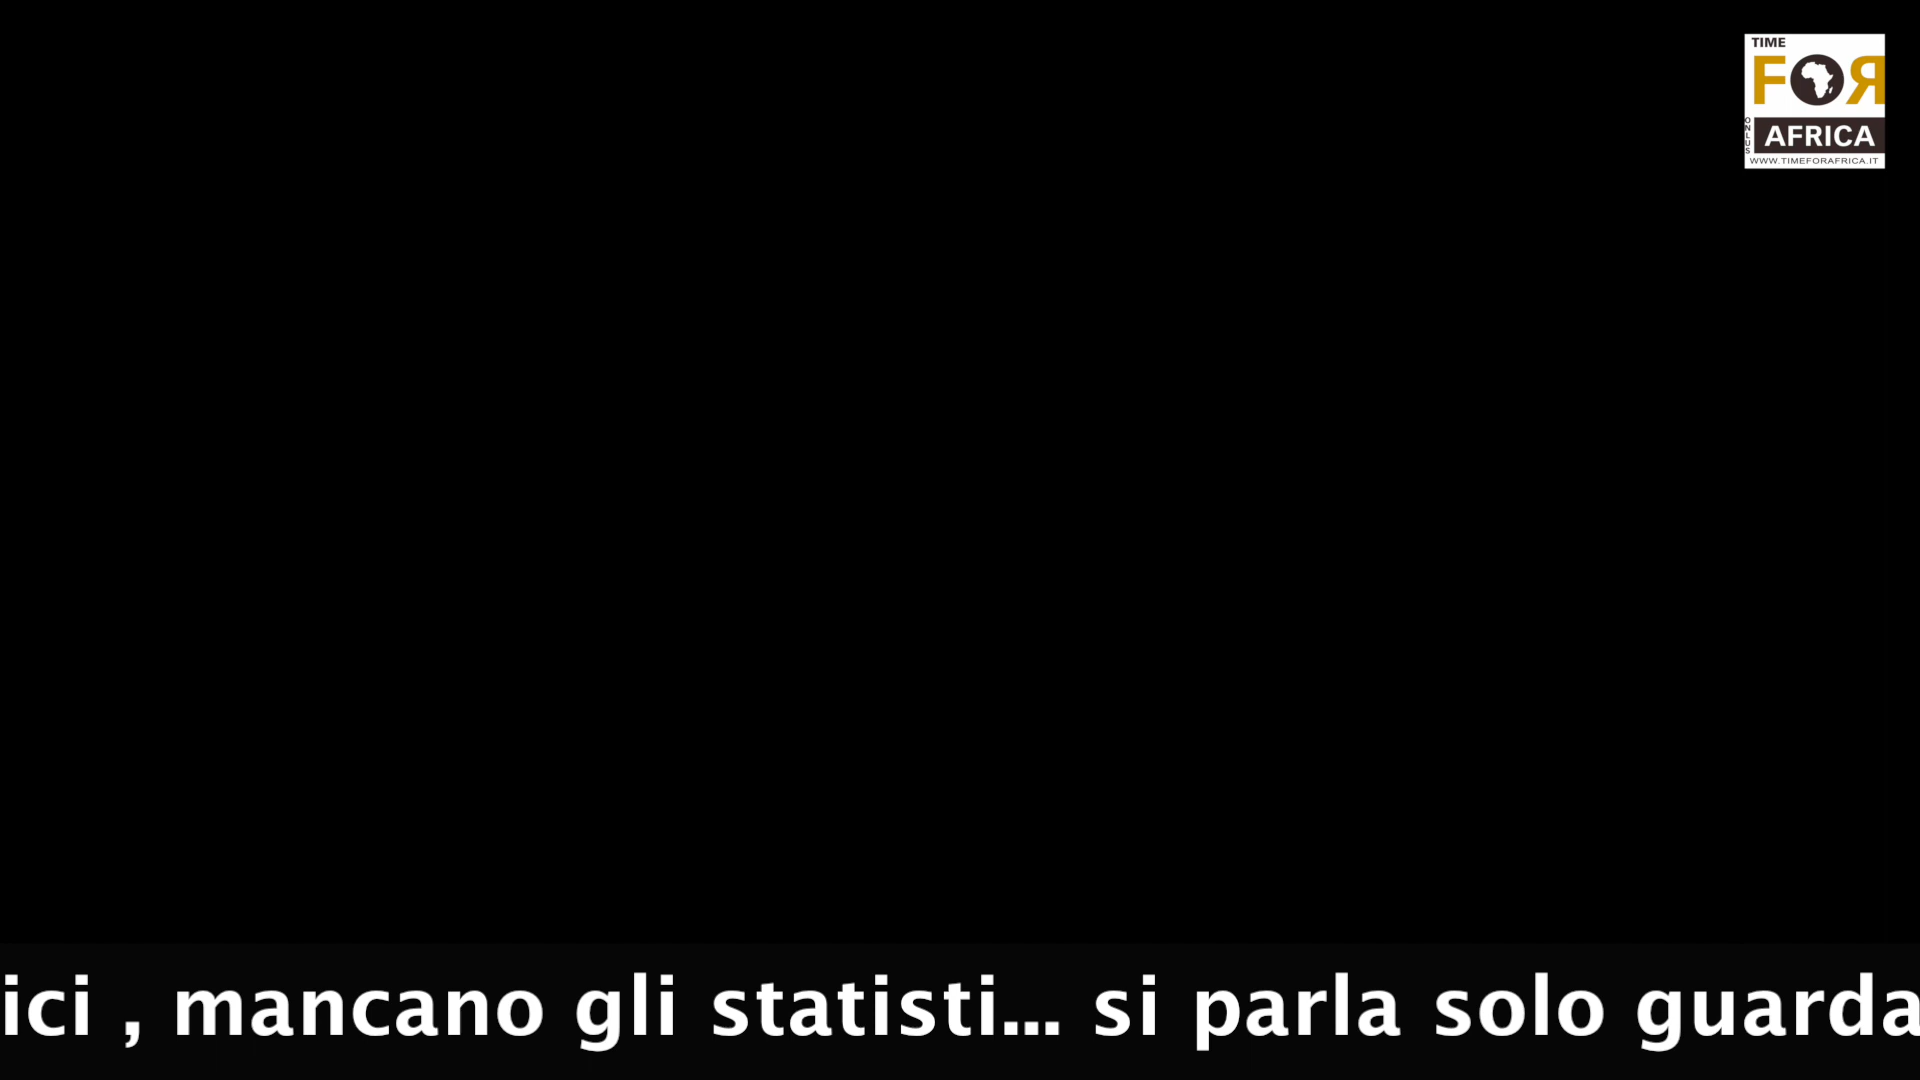 TIME
FOR
ONLUS
AFRICA
WWW.TIMEFORAFRICA.IT
ici , mancano gli statisti... si parla solo guarda